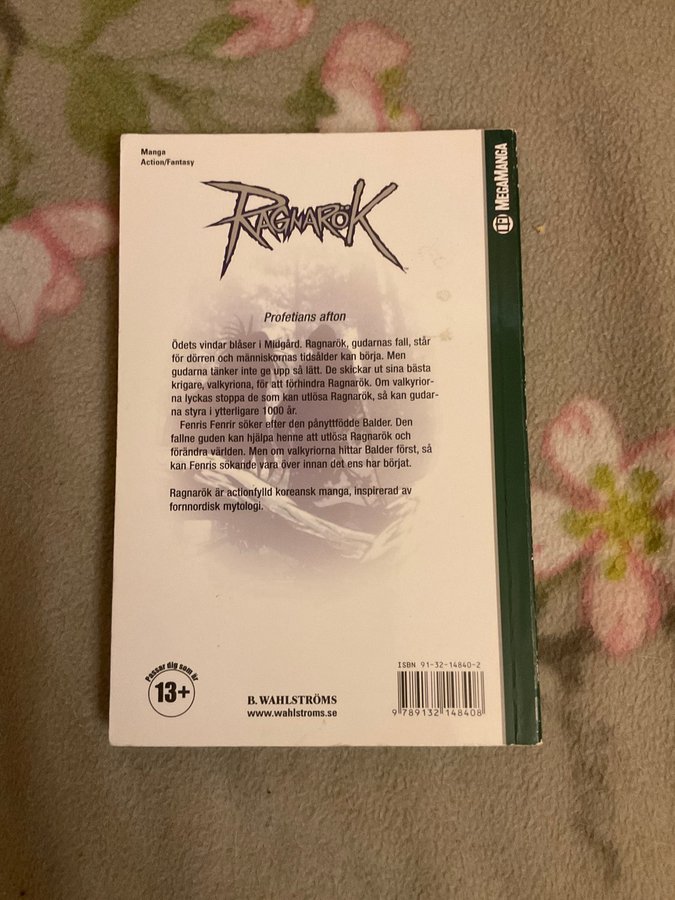 Manga
Action/Fantasy
MEGAMANGA
RAGNARÖK
Profetians afton
Ödets vindar blåser i Midgård. Ragnarök, gudarnas fall, står
för dörren och människornas tidsålder kan börja. Men
gudarna tänker inte ge upp så lätt. De skickar ut sina bästa
krigare, valkyriona, för att förhindra Ragnarök. Om valkyrior-
na lyckas stoppa de som kan utlösa Ragnarök, så kan gudar-
na styra i ytterligare 1000 år.
Fenris Fenrir söker efter den pånyttfödde Balder. Den
fallne guden kan hjälpa henne att utlösa Ragnarök och
förändra världen. Men om valkyriorna hittar Balder först, så
kan Fenris sökande vara över innan det ens har börjat.
Ragnarök är actionfylld koreansk manga, inspirerad av
fornnordisk mytologi.
Passar dig som är
13+
B. WAHLSTRÖMS
www.wahlstroms.se
ISBN 91-32-14840-2
9 789132 148408